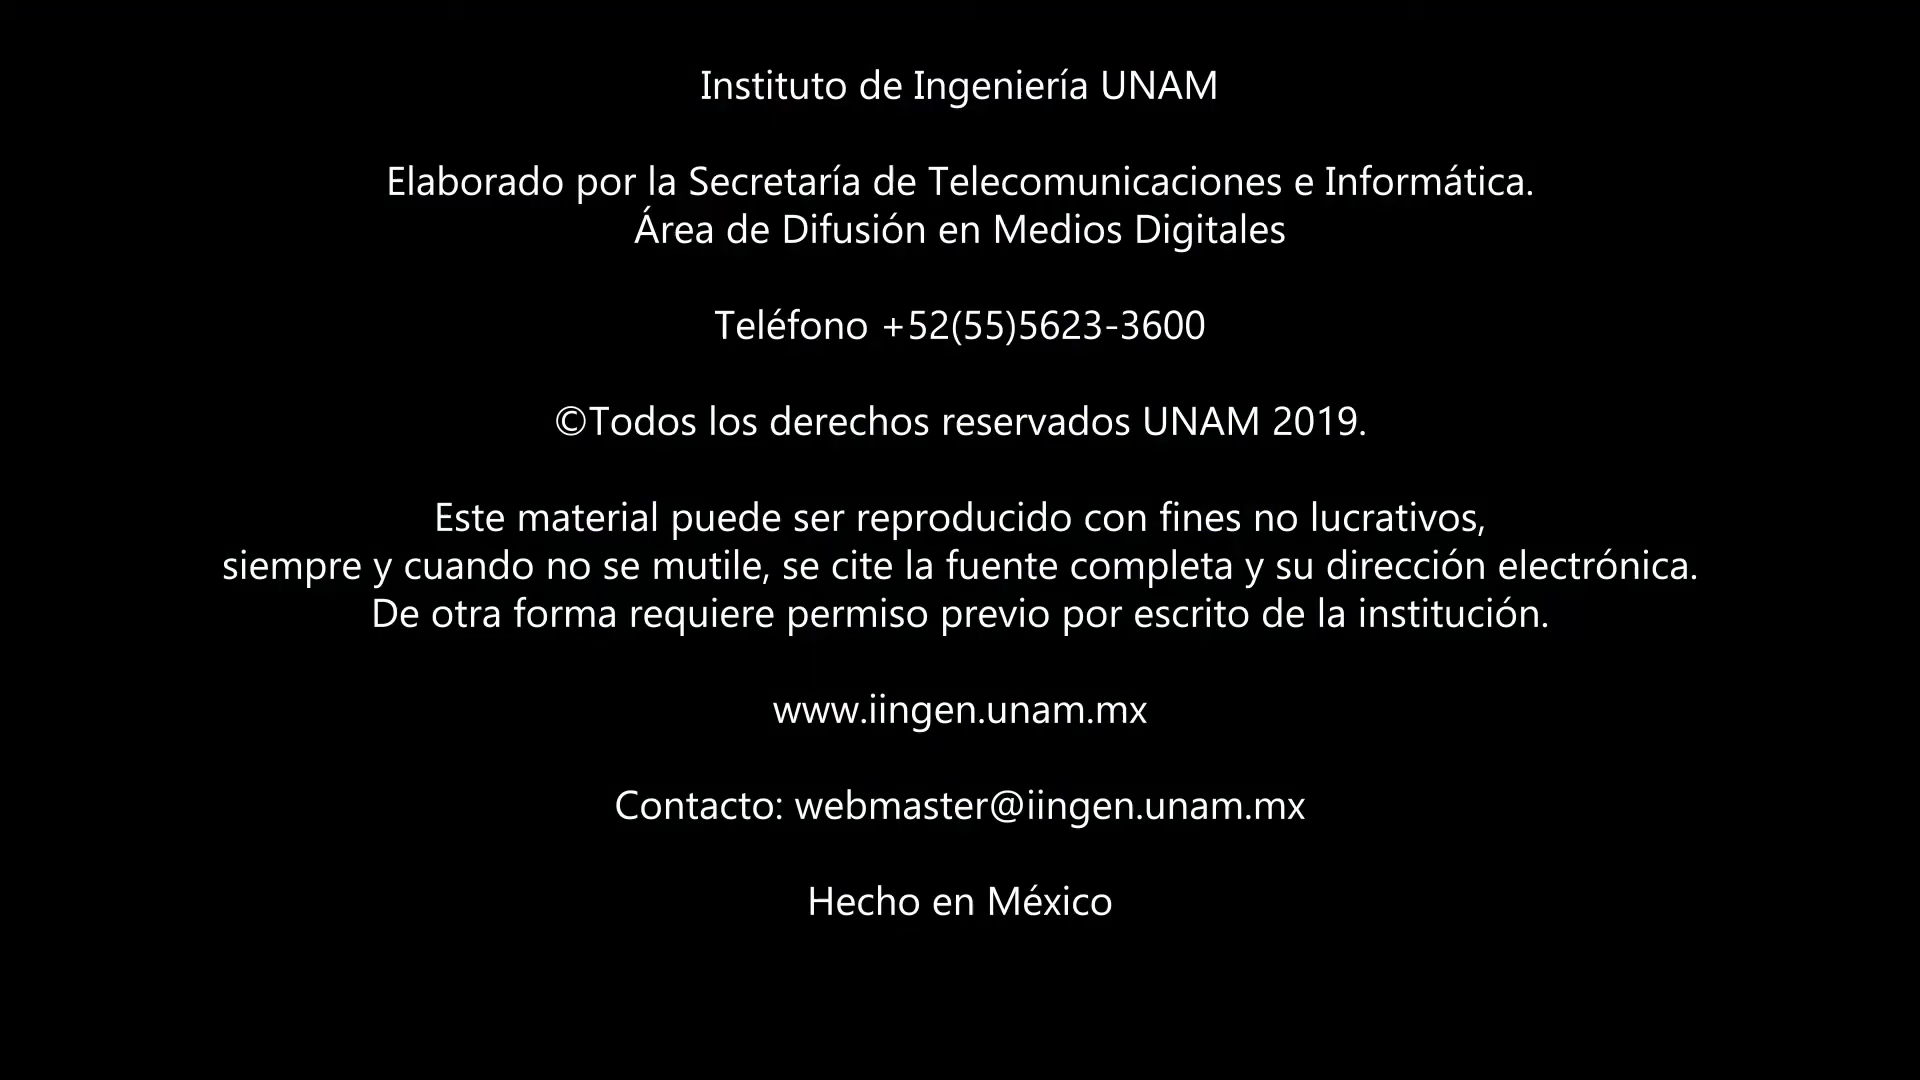 Instituto de Ingeniería UNAM
Elaborado por la Secretaría de Telecomunicaciones e Informática.
Área de Difusión en Medios Digitales
Teléfono +52(55)5623-3600
©Todos los derechos reservados UNAM 2019.
Este material puede ser reproducido con fines no lucrativos,
siempre y cuando no se mutile, se cite la fuente completa y su dirección electrónica.
De otra forma requiere permiso previo por escrito de la institución.
www.iingen.unam.mx
Contacto: webmaster@iingen.unam.mx
Hecho en México